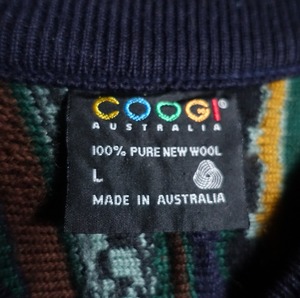 COOGI®
AUSTRALIA
100% PURE NEW WOOL
L
MADE IN AUSTRALIA